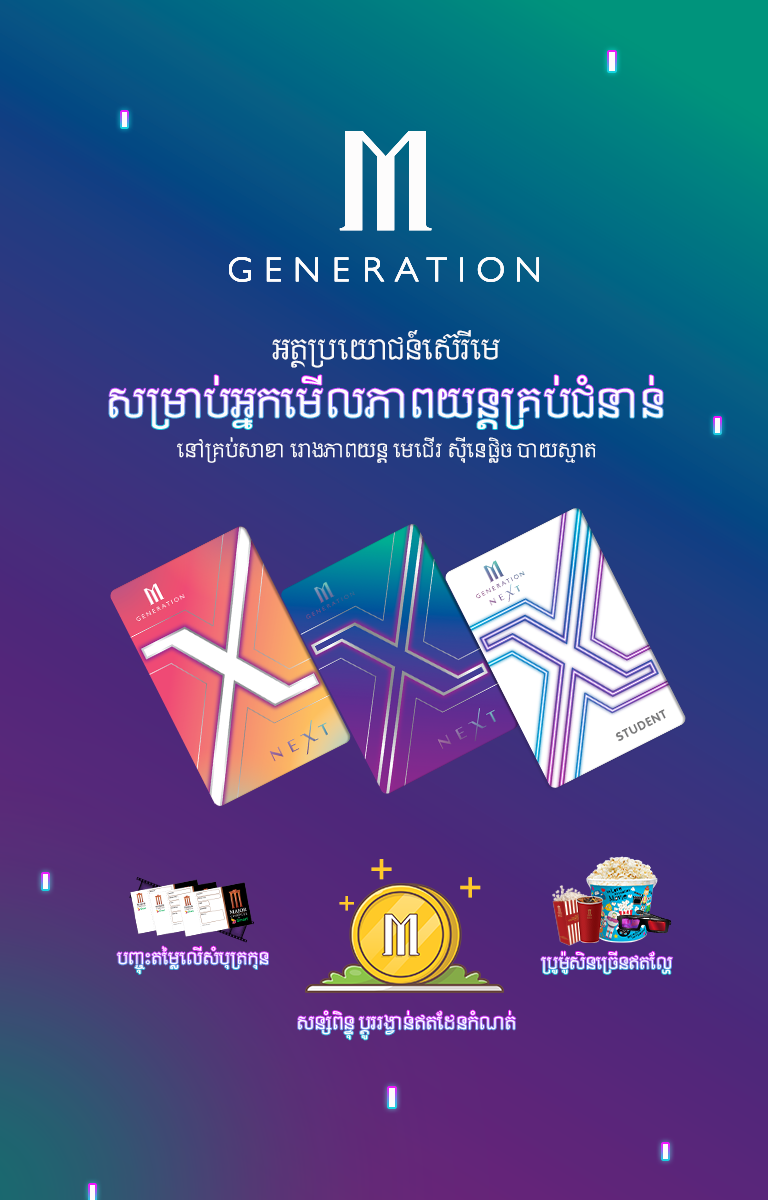 M
GENERATION
អត្ថប្រយោជន៍ស៊េរីមេ
សម្រាប់អ្នកមើលភាពយន្តគ្រប់ជំនាន់
នៅគ្រប់សាខា រោងភាពយន្ត មេជើរ ស៊ីនេផ្លិច បាយស្មាត
M
GENERATION
NEXT
M
GENERATION
NEXT
M
GENERATION
NEXT
STUDENT
MAJOR
M
បញ្ចុះតម្លៃលើសំបុត្រកុន
ប្រូម៉ូសិនច្រើនឥតល្ហែ
សន្សំពិន្ទុ ប្តូររង្វាន់ឥតដែនកំណត់